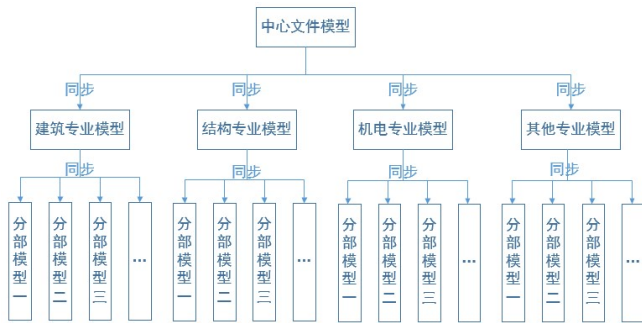 中心文件模型
同步 同步 同步 同步
建筑专业模型 结构专业模型 机电专业模型 其他专业模型
同步 同步 同步 同步
分部模型一 分部模型二 分部模型三 … 分部模型一 分部模型二 分部模型三 … 分部模型一 分部模型二 分部模型三 … 分部模型一 分部模型二 分部模型三 …